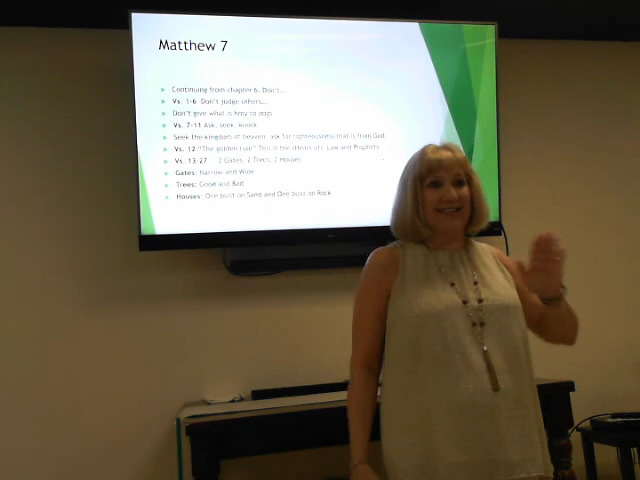 Matthew 7
Continuing from chapter 6, Don't...
Vs. 1-6 Don't judge others...
Don't give what is holy to dogs
Vs. 7-11 Ask, seek, knock
Seek the kingdom of heaven, ask for righteousness that is from God
Vs. 12 "The golden rule" This is the (Heart of): Law and Prophets
Vs. 13-27 2 Gates, 2 Trees, 2 Houses
Gates: Narrow and Wide
Trees: Good and Bad
Houses: One built on Sand and One built on Rock